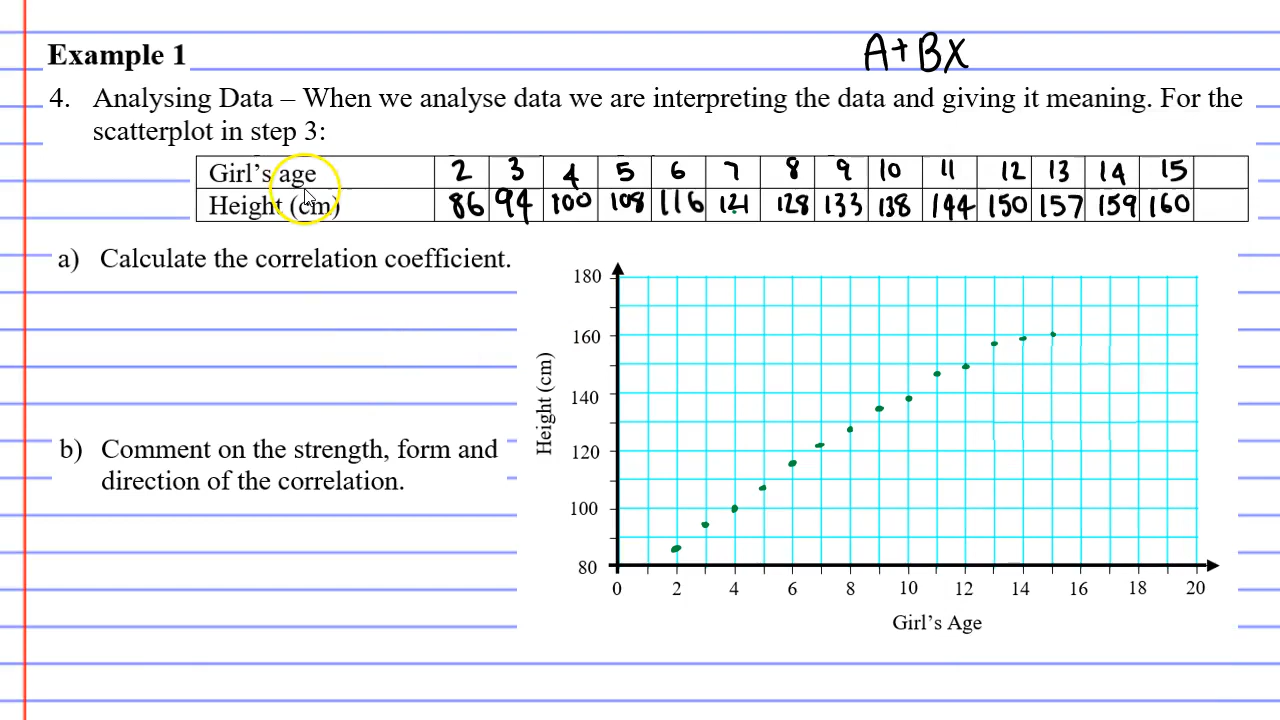 Example 1
A+BX
4. Analysing Data – When we analyse data we are interpreting the data and giving it meaning. For the
scatterplot in step 3:
Girl's age 2 3 4 5 6 7 8 9 10 11 12 13 14 15
Height (cm) 86 94 100 108 116 121 128 133 138 144 150 157 159 160
a) Calculate the correlation coefficient.
b) Comment on the strength, form and
direction of the correlation.
Height (cm)
180
160
140
120
100
80
0 2 4 6 8 10 12 14 16 18 20
Girl's Age